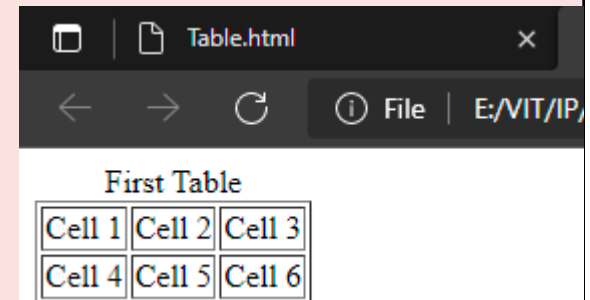 Table.html
File E:/VIT/IP/
First Table
Cell 1 Cell 2 Cell 3
Cell 4 Cell 5 Cell 6